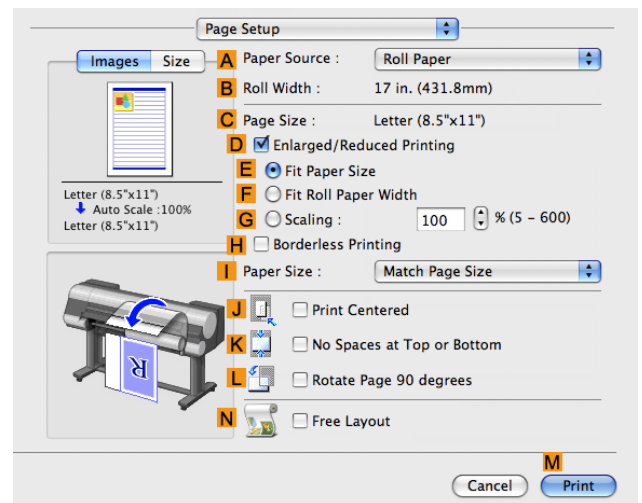 Page Setup
Images Size
A Paper Source : Roll Paper
B Roll Width : 17 in. (431.8mm)
C Page Size : Letter (8.5"x11")
D Enlarged/Reduced Printing
E Fit Paper Size
F Fit Roll Paper Width
G Scaling : 100 % (5 - 600)
H Borderless Printing
I Paper Size : Match Page Size
Letter (8.5"x11")
Auto Scale :100%
Letter (8.5"x11")
J Print Centered
K No Spaces at Top or Bottom
L Rotate Page 90 degrees
N Free Layout
R
M
Cancel Print